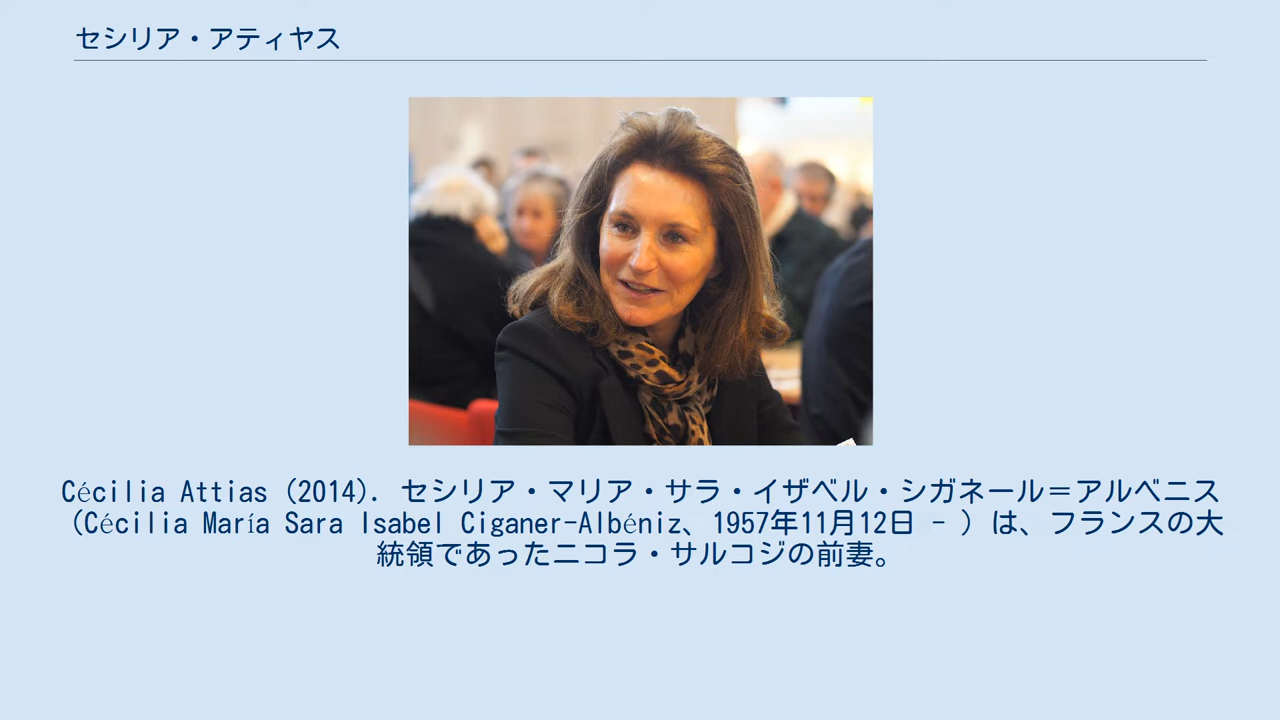 セシリア・アティヤス
Cécilia Attias (2014). セシリア・マリア・サラ・イザベル・シガネール＝アルベニス
（Cécilia María Sara Isabel Ciganer-Albéniz、1957年11月12日 - ）は、フランスの大
統領であったニコラ・サルコジの前妻。